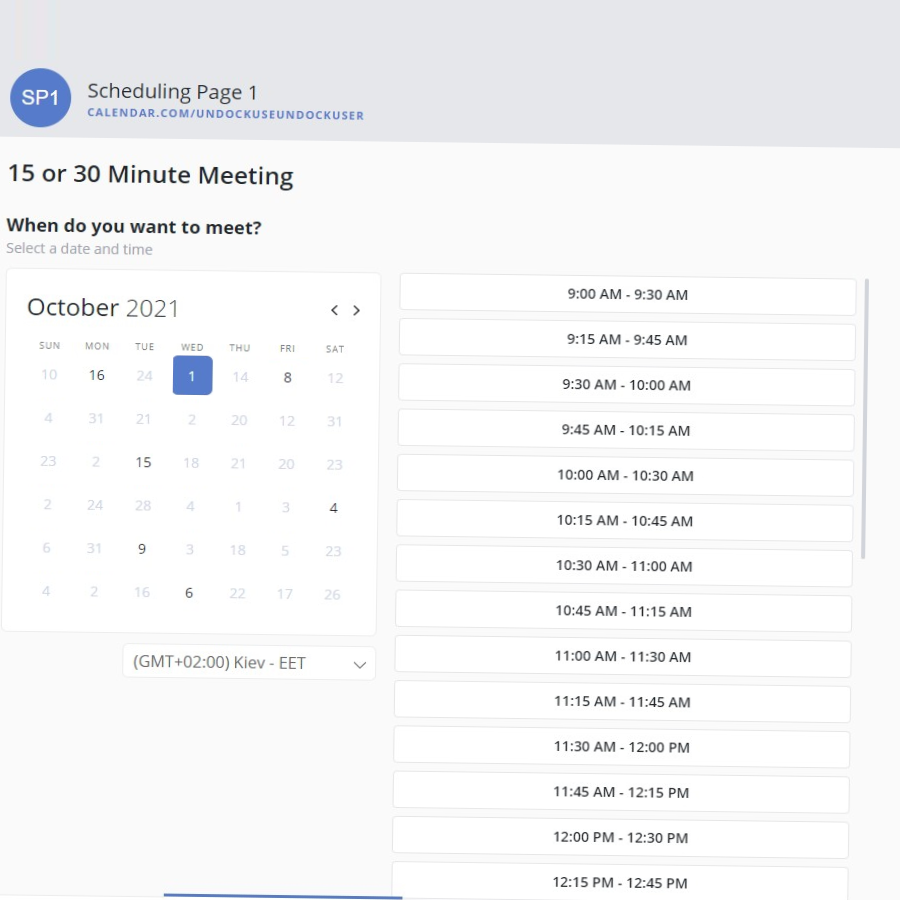 SP1
Scheduling Page 1
CALENDAR.COM/UNDOCKUSEUNDOCKUSER
15 or 30 Minute Meeting
When do you want to meet?
Select a date and time
October 2021
SUN MON TUE WED THU FRI SAT
10 16 24 1 14 8 12
4 31 21 2 20 12 31
23 2 15 18 21 20 23
2 24 28 4 1 3 4
6 31 9 3 18 5 23
4 2 16 6 22 17 26
(GMT+02:00) Kiev - EET
9:00 AM - 9:30 AM
9:15 AM - 9:45 AM
9:30 AM - 10:00 AM
9:45 AM - 10:15 AM
10:00 AM - 10:30 AM
10:15 AM - 10:45 AM
10:30 AM - 11:00 AM
10:45 AM - 11:15 AM
11:00 AM - 11:30 AM
11:15 AM - 11:45 AM
11:30 AM - 12:00 PM
11:45 AM - 12:15 PM
12:00 PM - 12:30 PM
12:15 PM - 12:45 PM